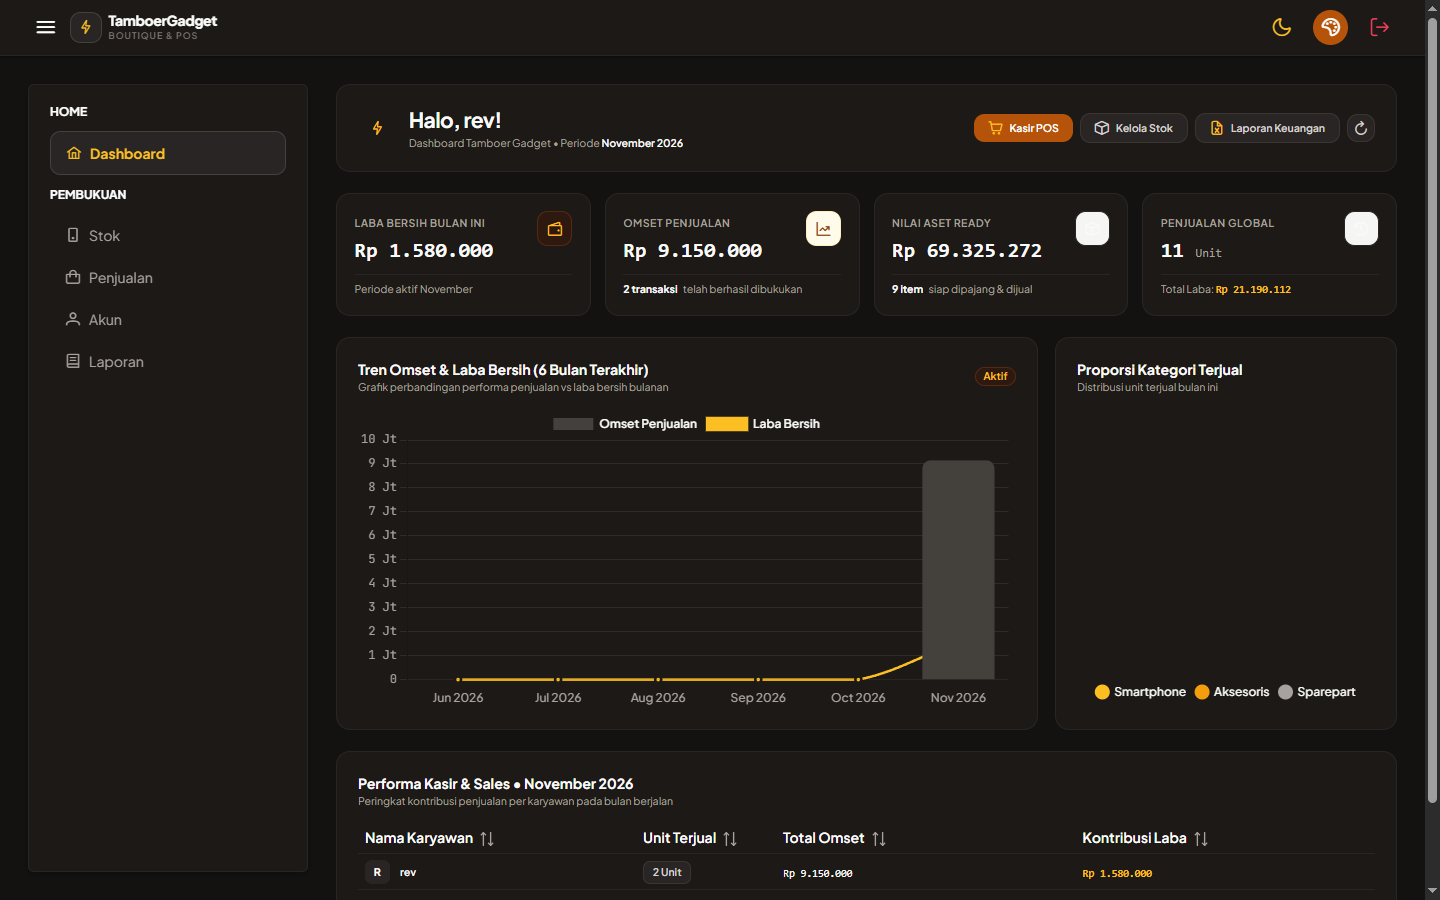 TamboerGadget
BOUTIQUE & POS
HOME
Dashboard
PEMBUKUAN
Stok
Penjualan
Akun
Laporan
Halo, rev!
Dashboard Tamboer Gadget • Periode November 2026
Kasir POS
Kelola Stok
Laporan Keuangan
LABA BERSIH BULAN INI
Rp 1.580.000
Periode aktif November
OMSET PENJUALAN
Rp 9.150.000
2 transaksi telah berhasil dibukukan
NILAI ASET READY
Rp 69.325.272
9 Item siap dipajang & dijual
PENJUALAN GLOBAL
11 Unit
Total Laba: Rp 21.190.112
Tren Omset & Laba Bersih (6 Bulan Terakhir)
Grafik perbandingan performa penjualan vs laba bersih bulanan
Aktif
Omset Penjualan
Laba Bersih
10 Jt
9 Jt
8 Jt
7 Jt
6 Jt
5 Jt
4 Jt
3 Jt
2 Jt
1 Jt
0
Jun 2026
Jul 2026
Aug 2026
Sep 2026
Oct 2026
Nov 2026
Proporsi Kategori Terjual
Distribusi unit terjual bulan ini
Smartphone
Aksesoris
Sparepart
Performa Kasir & Sales • November 2026
Peringkat kontribusi penjualan per karyawan pada bulan berjalan
Nama Karyawan
Unit Terjual
Total Omset
Kontribusi Laba
R
rev
2 Unit
Rp 9.150.000
Rp 1.580.000